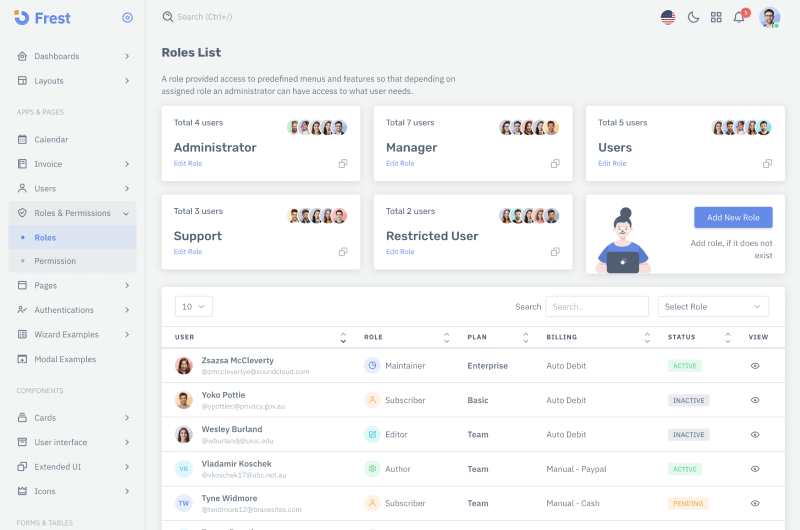 Frest
Search (Ctrl+/)
5
Dashboards
Layouts
APPS & PAGES
Calendar
Invoice
Users
Roles & Permissions
Roles
Permission
Pages
Authentications
Wizard Examples
Modal Examples
COMPONENTS
Cards
User interface
Extended UI
Icons
FORMS & TABLES
Roles List
A role provided access to predefined menus and features so that depending on
assigned role an administrator can have access to what user needs.
Total 4 users
Administrator
Edit Role
Total 7 users
Manager
Edit Role
Total 5 users
Users
Edit Role
Total 3 users
Support
Edit Role
Total 2 users
Restricted User
Edit Role
Add New Role
Add role, if it does not
exist
10
Search Search.. Select Role
USER ROLE PLAN BILLING STATUS VIEW
Zsazsa McCleverty
@zmcclevertye@soundcloud.com
Maintainer Enterprise Auto Debit ACTIVE
Yoko Pottie
@ypottiec@privacy.gov.au
Subscriber Basic Auto Debit INACTIVE
Wesley Burland
@wburlandj@uiuc.edu
Editor Team Auto Debit INACTIVE
VK
Vladamir Koschek
@vkoschek17@abc.net.au
Author Team Manual - Paypal ACTIVE
TW
Tyne Widmore
@twidmore12@bravesites.com
Subscriber Team Manual - Cash PENDING